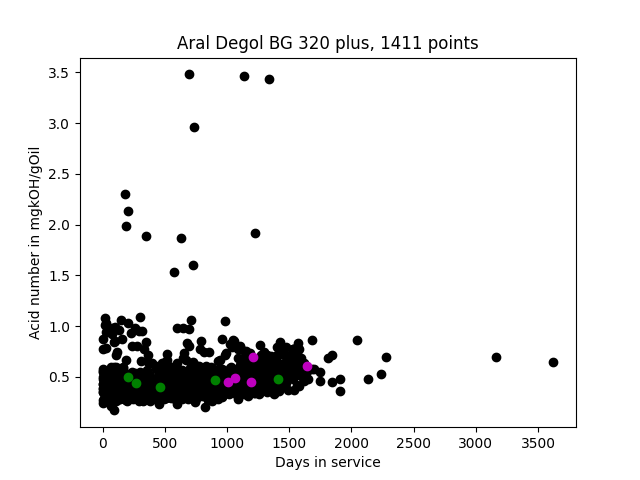 Aral Degol BG 320 plus, 1411 points
3.5
3.0
2.5
2.0
1.5
1.0
0.5
Acid number in mgkOH/gOil
0 500 1000 1500 2000 2500 3000 3500
Days in service